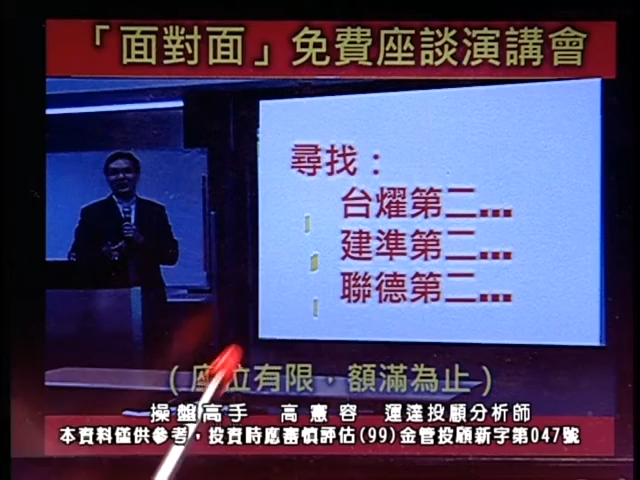 「面對面」免費座談演講會
尋找：
台燿第二...
建準第二...
聯德第二...
（座位有限，額滿為止）
操盤高手　高憲容　運達投顧分析師
本資料僅供參考，投資時應審慎評估(99)金管投顧新字第047號